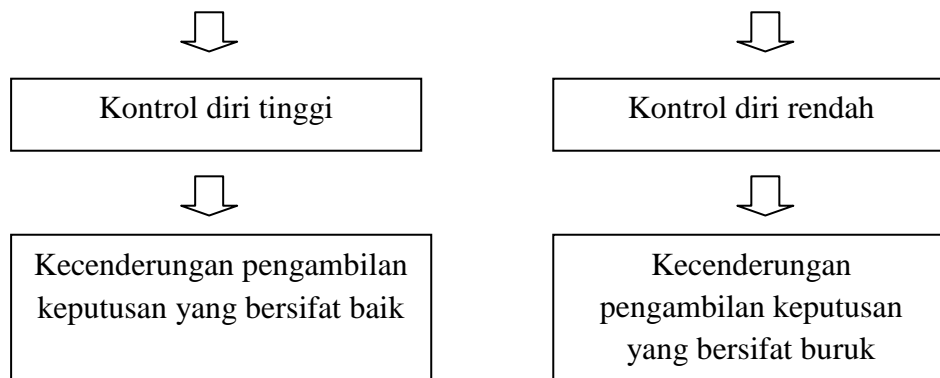 Kontrol diri tinggi
Kontrol diri rendah
Kecenderungan pengambilan
keputusan yang bersifat baik
Kecenderungan
pengambilan keputusan
yang bersifat buruk